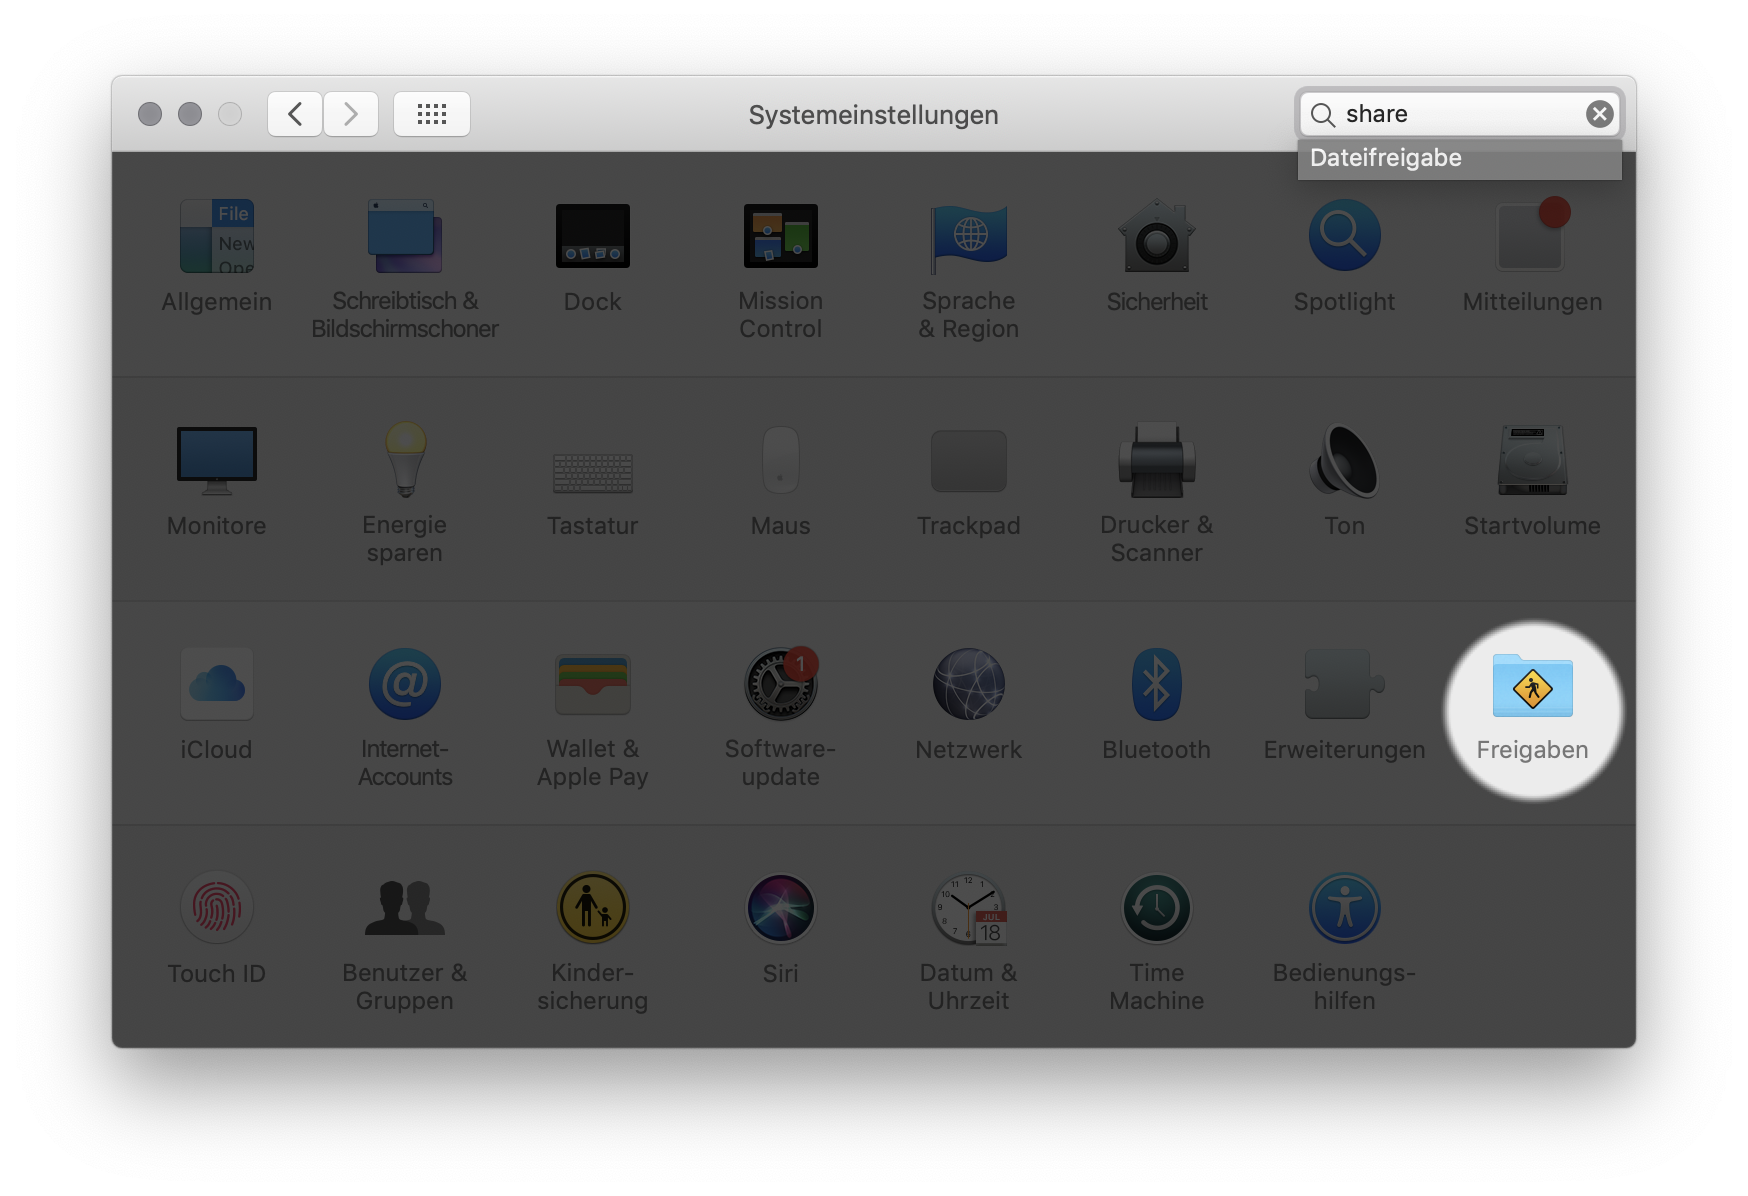 Systemeinstellungen
share
Dateifreigabe
File
New
Ope
Allgemein
Schreibtisch &
Bildschirmschoner
Dock
Mission
Control
Sprache
& Region
Sicherheit
Spotlight
Mitteilungen
Monitore
Energie
sparen
Tastatur
Maus
Trackpad
Drucker &
Scanner
Ton
Startvolume
iCloud
@
Internet-
Accounts
Wallet &
Apple Pay
1
Software-
update
Netzwerk
Bluetooth
Erweiterungen
Freigaben
Touch ID
Benutzer &
Gruppen
Kinder-
sicherung
Siri
JUL
18
Datum &
Uhrzeit
Time
Machine
Bedienungs-
hilfen